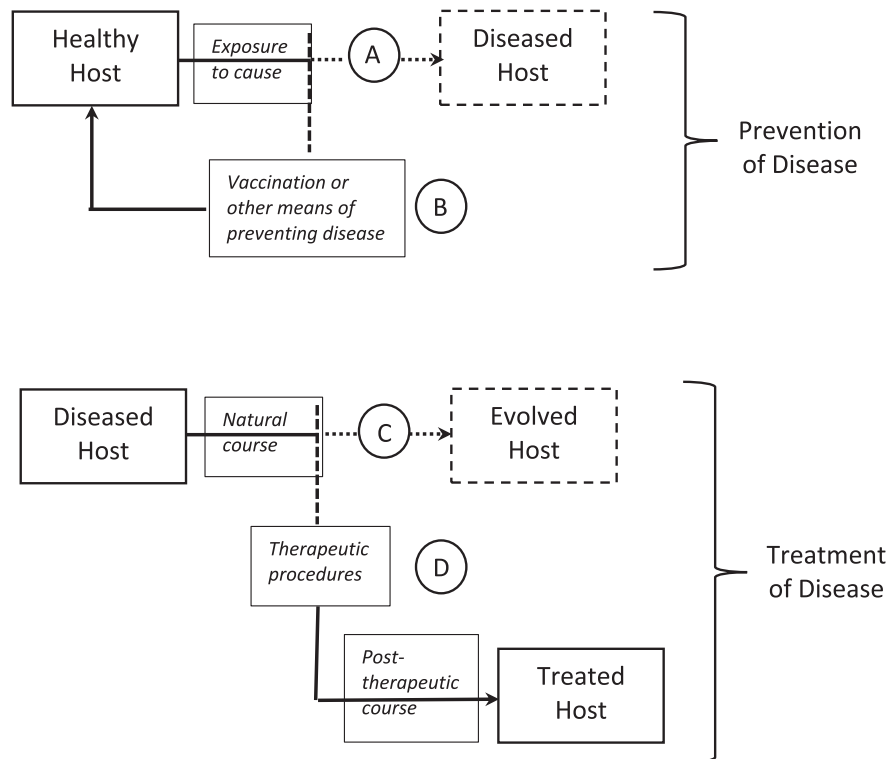 Healthy
Host
Exposure
to cause
A
Diseased
Host
Vaccination or
other means of
preventing disease
B
Prevention
of Disease
Diseased
Host
Natural
course
C
Evolved
Host
Therapeutic
procedures
D
Treatment
of Disease
Post-
therapeutic
course
Treated
Host